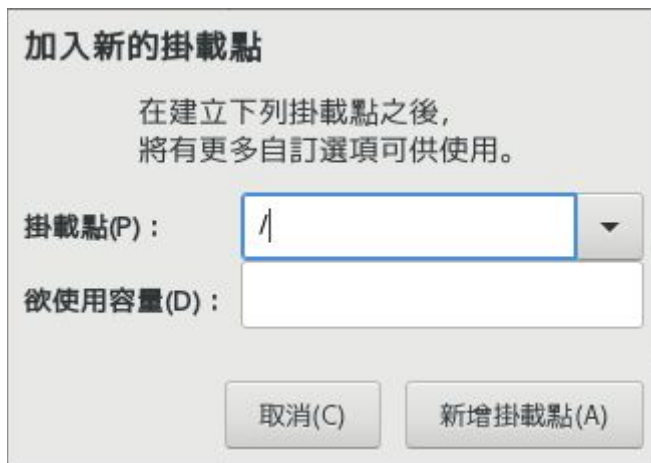 加入新的掛載點
在建立下列掛載點之後,
將有更多自訂選項可供使用。
掛載點(P)： /
欲使用容量(D)：
取消(C) 新增掛載點(A)